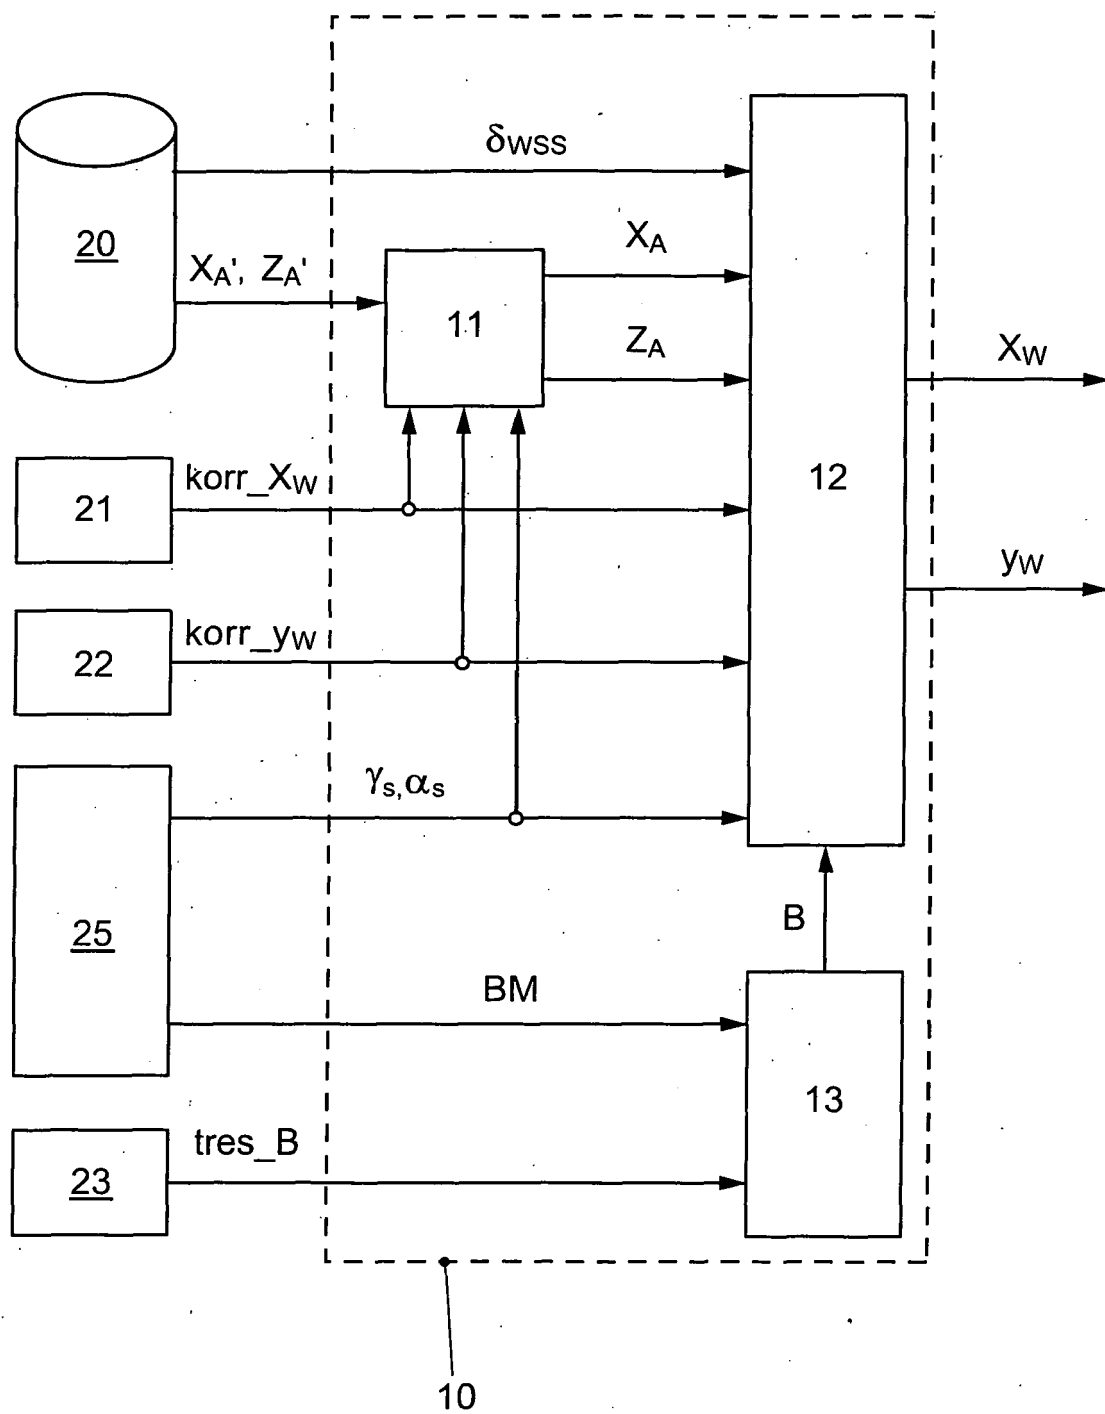 δWSS
XA
20
XA', ZA'
11
ZA
XW
korr_XW
21
12
yW
korr_yW
22
γs,αs
B
25
BM
13
tres_B
23
10